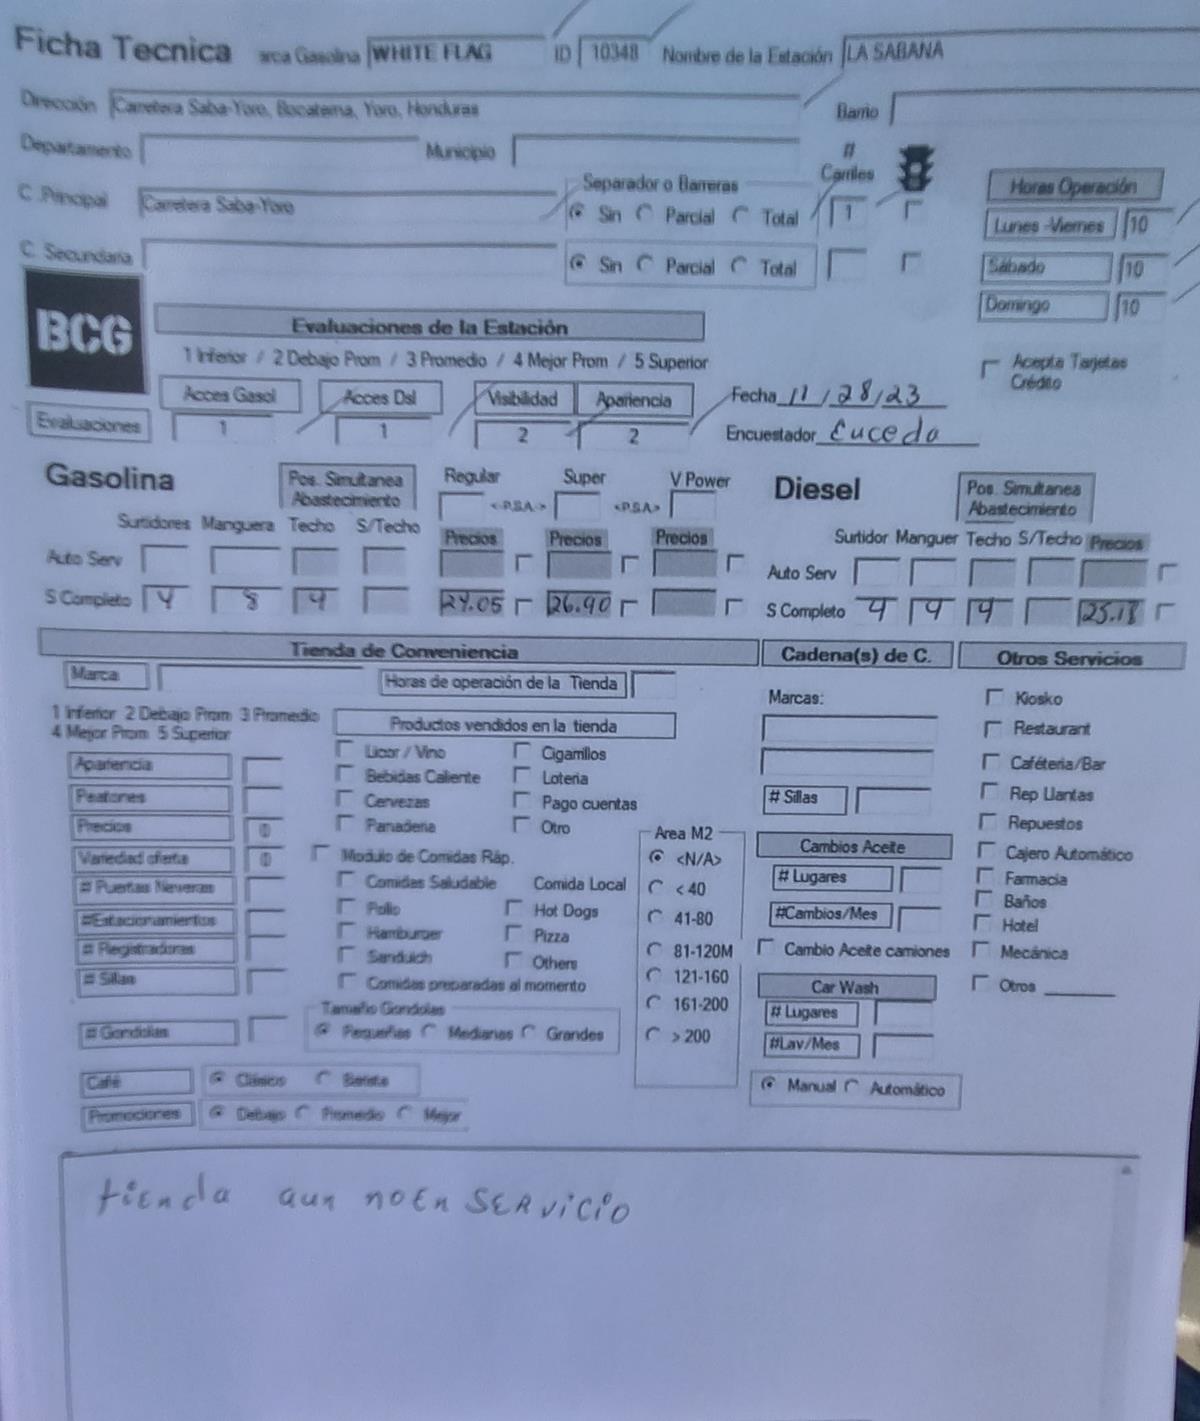 Ficha Tecnica arca Gasolina WHITE FLAG ID 10348 Nombre de la Estación LA SABANA
Dirección Carretera Saba-Yoro, Bocaterna, Yoro, Honduras Barrio
Departamento Municipio # Carriles
C .Principal Carretera Saba-Yoro Separador o Barreras Sin Parcial Total 1
C. Secundaria Sin Parcial Total
Horas Operación
Lunes -Viernes 10
Sábado 10
Domingo 10
Acepta Tarjetas Crédito
BCG
Evaluaciones de la Estación
1 Inferior / 2 Debajo Prom / 3 Promedio / 4 Mejor Prom / 5 Superior
Acces Gasol Acces Dsl Visibilidad Apariencia
Evaluaciones 1 1 2 2
Fecha 11/28/23
Encuestador Euceda
Gasolina Pos. Simultanea Abastecimiento Regular <-P.S.A.-> Super <P.S.A> V Power
Surtidores Manguera Techo S/Techo Precios Precios Precios
Auto Serv
S Completo 4 8 4 24.05 26.90
Diesel Pos. Simultanea Abastecimiento
Surtidor Manguer Techo S/Techo Precios
Auto Serv
S Completo 4 4 4 25.18
Tienda de Conveniencia
Marca Horas de operación de la Tienda
1 Inferior 2 Debajo Prom 3 Promedio
4 Mejor Prom 5 Superior
Apariencia
Peatones
Precios 0
Variedad oferta 0
# Puertas Neveras
#Estacionamientos
# Registradoras
# Sillas
# Gondolas
Café Clásico Barista
Promociones Debajo Promedio Mejor
Productos vendidos en la tienda
Licor / Vino Cigarrillos
Bebidas Caliente Loteria
Cervezas Pago cuentas
Panaderia Otro
Modulo de Comidas Ráp.
Comidas Saludable Comida Local
Pollo Hot Dogs
Hamburger Pizza
Sanduich Others
Comidas preparadas al momento
Tamaño Gondolas
Pequeñas Medianas Grandes
Area M2
<N/A>
< 40
41-80
81-120M
121-160
161-200
> 200
Cadena(s) de C.
Marcas:
# Sillas
Cambios Aceite
# Lugares
#Cambios/Mes
Cambio Aceite camiones
Car Wash
# Lugares
#Lav/Mes
Manual Automático
Otros Servicios
Kiosko
Restaurant
Caféteria/Bar
Rep Llantas
Repuestos
Cajero Automático
Farmacia
Baños
Hotel
Mecánica
Otros
tienda aun no En SERVICIO